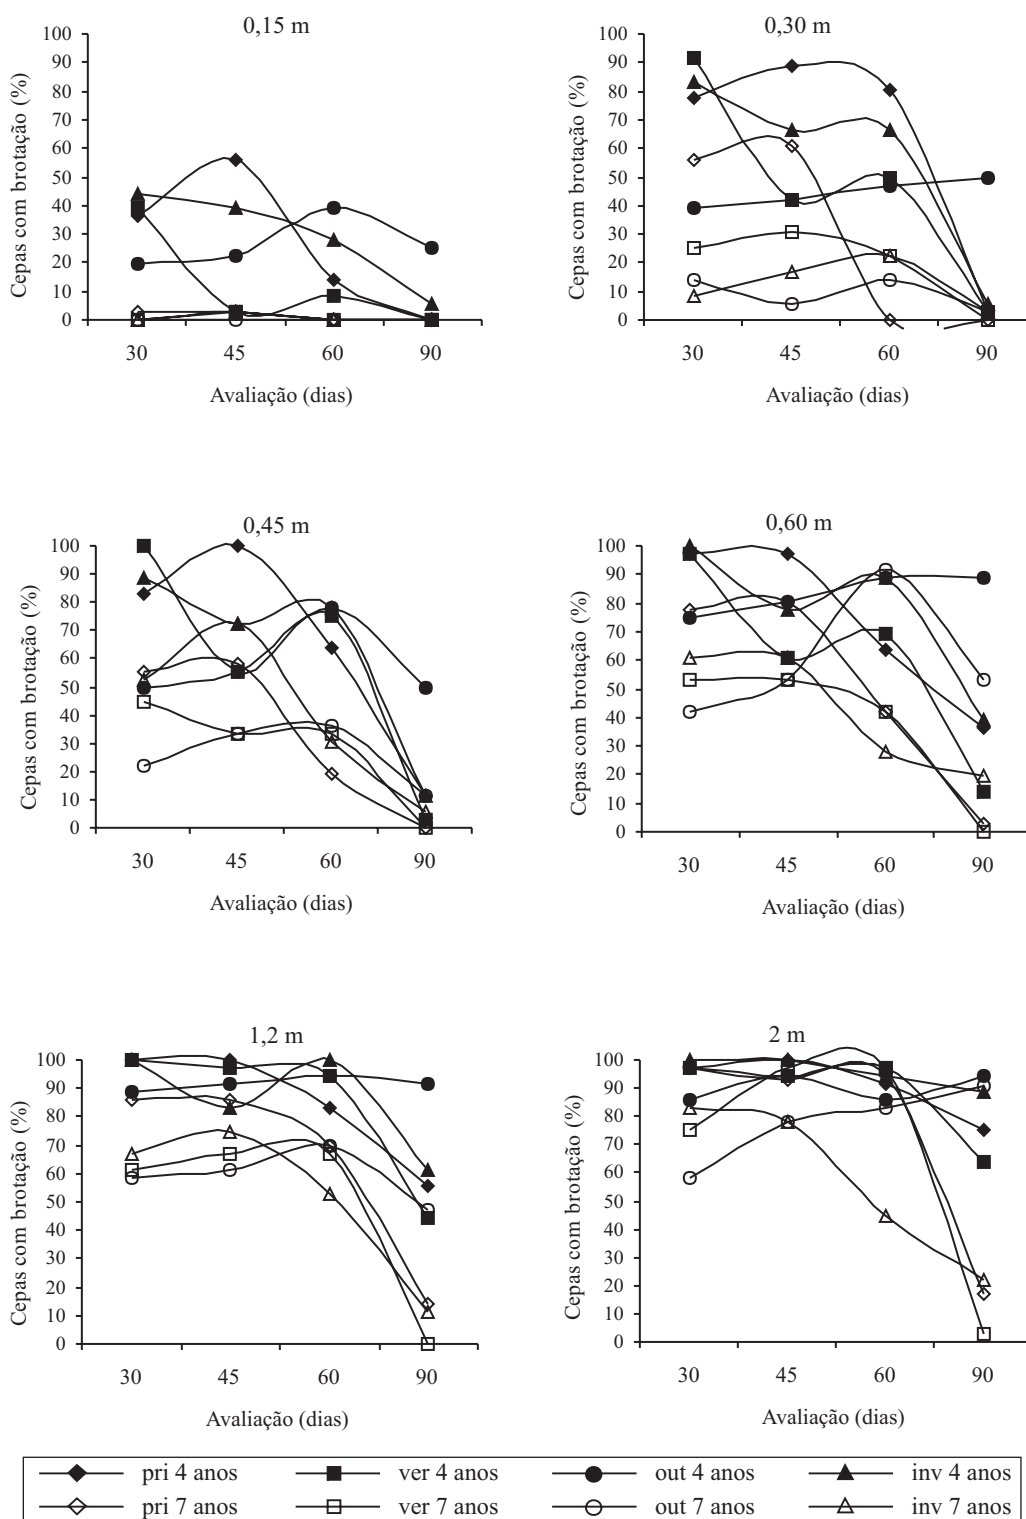 0,15 m
Cepas com brotação (%)
100
90
80
70
60
50
40
30
20
10
0
30 45 60 90
Avaliação (dias)
0,30 m
Cepas com brotação (%)
100
90
80
70
60
50
40
30
20
10
0
30 45 60 90
Avaliação (dias)
0,45 m
Cepas com brotação (%)
100
90
80
70
60
50
40
30
20
10
0
30 45 60 90
Avaliação (dias)
0,60 m
Cepas com brotação (%)
100
90
80
70
60
50
40
30
20
10
0
30 45 60 90
Avaliação (dias)
1,2 m
Cepas com brotação (%)
100
90
80
70
60
50
40
30
20
10
0
30 45 60 90
Avaliação (dias)
2 m
Cepas com brotação (%)
100
90
80
70
60
50
40
30
20
10
0
30 45 60 90
Avaliação (dias)
pri 4 anos ver 4 anos out 4 anos inv 4 anos
pri 7 anos ver 7 anos out 7 anos inv 7 anos